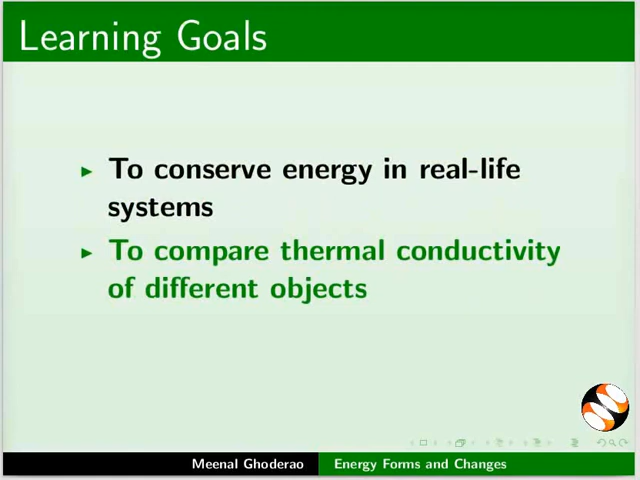 Learning Goals
To conserve energy in real-life
systems
To compare thermal conductivity
of different objects
Meenal Ghoderao Energy Forms and Changes